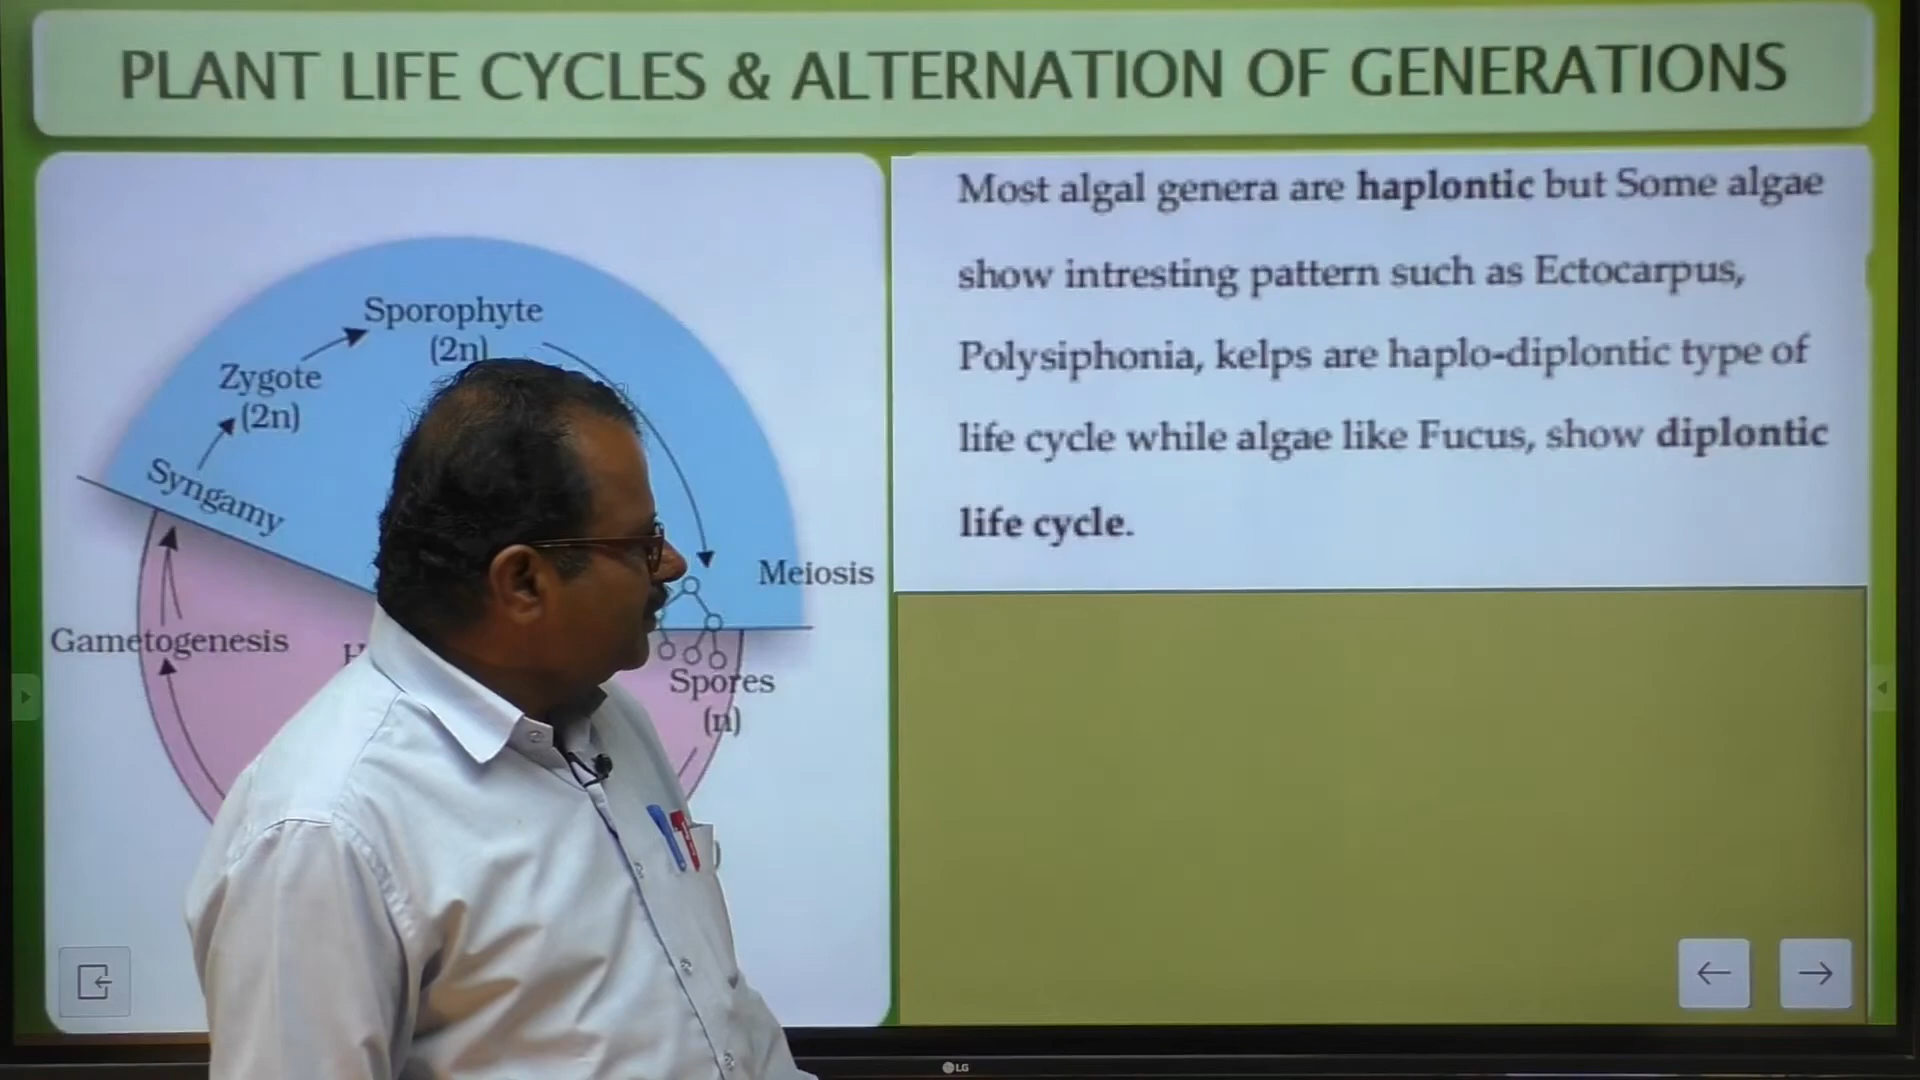 PLANT LIFE CYCLES & ALTERNATION OF GENERATIONS
Sporophyte
(2n)
Zygote
(2n)
Syngamy
Meiosis
Gametogenesis
H
Spores
(n)
Most algal genera are haplontic but Some algae
show intresting pattern such as Ectocarpus,
Polysiphonia, kelps are haplo-diplontic type of
life cycle while algae like Fucus, show diplontic
life cycle.
LG